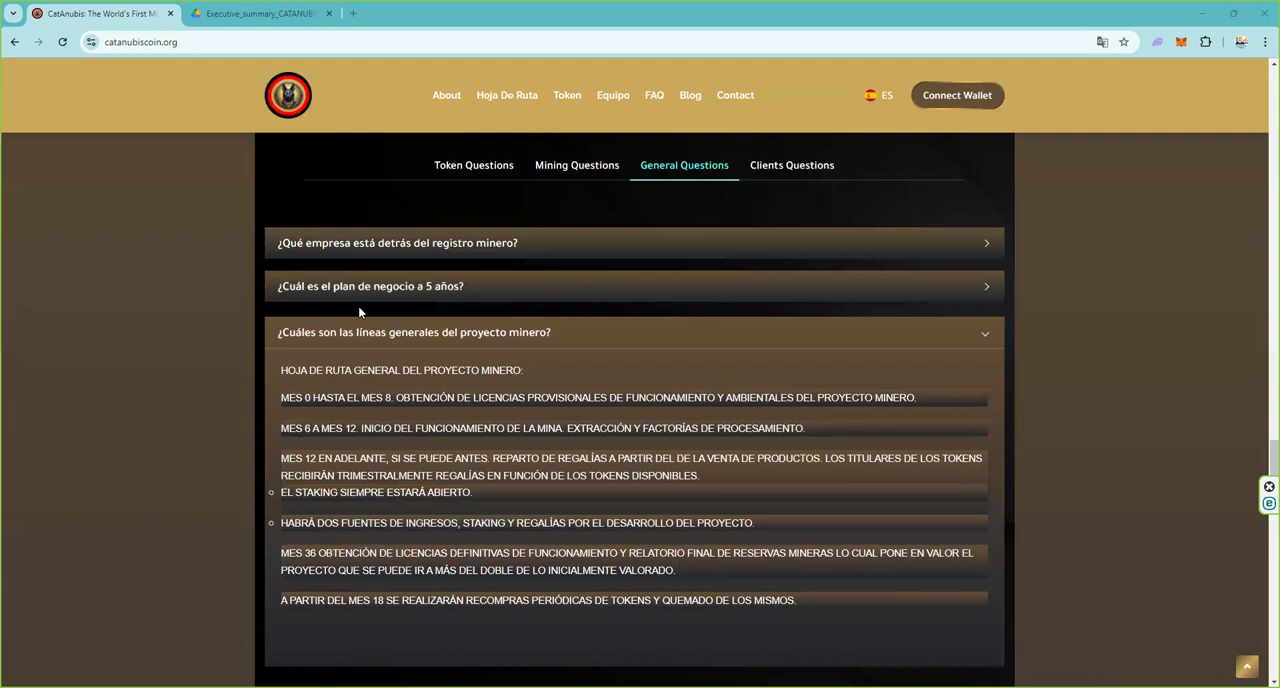 CatAnubis: The World's First Mi
Executive_summary_CATANUBI
catanubiscoin.org
About
Hoja De Ruta
Token
Equipo
FAQ
Blog
Contact
ES
Connect Wallet
Token Questions
Mining Questions
General Questions
Clients Questions
¿Qué empresa está detrás del registro minero?
¿Cuál es el plan de negocio a 5 años?
¿Cuáles son las líneas generales del proyecto minero?
HOJA DE RUTA GENERAL DEL PROYECTO MINERO:
MES 0 HASTA EL MES 8. OBTENCIÓN DE LICENCIAS PROVISIONALES DE FUNCIONAMIENTO Y AMBIENTALES DEL PROYECTO MINERO.
MES 6 A MES 12. INICIO DEL FUNCIONAMIENTO DE LA MINA. EXTRACCIÓN Y FACTORÍAS DE PROCESAMIENTO.
MES 12 EN ADELANTE, SI SE PUEDE ANTES. REPARTO DE REGALÍAS A PARTIR DEL DE LA VENTA DE PRODUCTOS. LOS TITULARES DE LOS TOKENS
RECIBIRÁN TRIMESTRALMENTE REGALÍAS EN FUNCIÓN DE LOS TOKENS DISPONIBLES.
EL STAKING SIEMPRE ESTARÁ ABIERTO.
HABRÁ DOS FUENTES DE INGRESOS, STAKING Y REGALÍAS POR EL DESARROLLO DEL PROYECTO.
MES 36 OBTENCIÓN DE LICENCIAS DEFINITIVAS DE FUNCIONAMIENTO Y RELATORIO FINAL DE RESERVAS MINERAS LO CUAL PONE EN VALOR EL
PROYECTO QUE SE PUEDE IR A MÁS DEL DOBLE DE LO INICIALMENTE VALORADO.
A PARTIR DEL MES 18 SE REALIZARÁN RECOMPRAS PERIÓDICAS DE TOKENS Y QUEMADO DE LOS MISMOS.